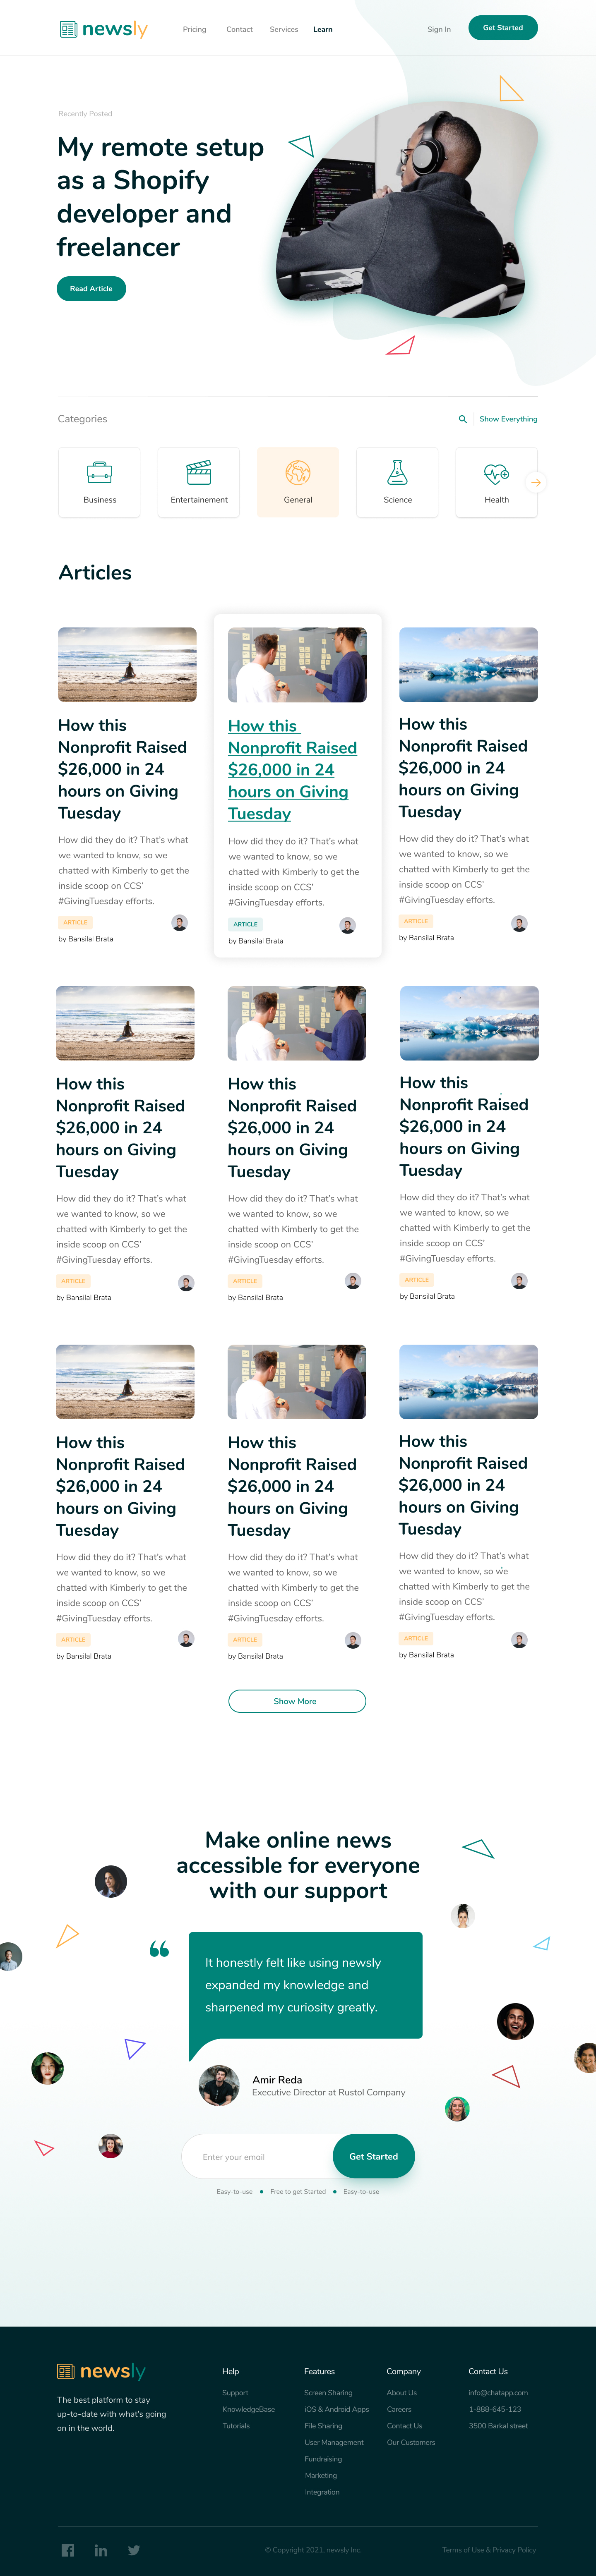 newsly
Pricing
Contact
Services
Learn
Sign In
Get Started
Recently Posted
My remote setup
as a Shopify
developer and
freelancer
Read Article
Categories
Show Everything
Business
Entertainement
General
Science
Health
Articles
How this
Nonprofit Raised
$26,000 in 24
hours on Giving
Tuesday
How did they do it? That’s what
we wanted to know, so we
chatted with Kimberly to get the
inside scoop on CCS’
#GivingTuesday efforts.
ARTICLE
by Bansilal Barata
How this
Nonprofit Raised
$26,000 in 24
hours on Giving
Tuesday
How did they do it? That’s what
we wanted to know, so we
chatted with Kimberly to get the
inside scoop on CCS’
#GivingTuesday efforts.
ARTICLE
by Bansilal Brata
How this
Nonprofit Raised
$26,000 in 24
hours on Giving
Tuesday
How did they do it? That’s what
we wanted to know, so we
chatted with Kimberly to get the
inside scoop on CCS’
#GivingTuesday efforts.
ARTICLE
by Bansilal Brata
How this
Nonprofit Raised
$26,000 in 24
hours on Giving
Tuesday
How did they do it? That’s what
we wanted to know, so we
chatted with Kimberly to get the
inside scoop on CCS’
#GivingTuesday efforts.
ARTICLE
by Bansilal Brata
How this
Nonprofit Raised
$26,000 in 24
hours on Giving
Tuesday
How did they do it? That’s what
we wanted to know, so we
chatted with Kimberly to get the
inside scoop on CCS’
#GivingTuesday efforts.
ARTICLE
by Bansilal Brata
How this
Nonprofit Raised
$26,000 in 24
hours on Giving
Tuesday
How did they do it? That’s what
we wanted to know, so we
chatted with Kimberly to get the
inside scoop on CCS’
#GivingTuesday efforts.
ARTICLE
by Bansilal Brata
How this
Nonprofit Raised
$26,000 in 24
hours on Giving
Tuesday
How did they do it? That’s what
we wanted to know, so we
chatted with Kimberly to get the
inside scoop on CCS’
#GivingTuesday efforts.
ARTICLE
by Bansilal Brata
How this
Nonprofit Raised
$26,000 in 24
hours on Giving
Tuesday
How did they do it? That’s what
we wanted to know, so we
chatted with Kimberly to get the
inside scoop on CCS’
#GivingTuesday efforts.
ARTICLE
by Bansilal Brata
How this
Nonprofit Raised
$26,000 in 24
hours on Giving
Tuesday
How did they do it? That’s what
we wanted to know, so we
chatted with Kimberly to get the
inside scoop on CCS’
#GivingTuesday efforts.
ARTICLE
by Bansilal Brata
Show More
Make online news
accessible for everyone
with our support
It honestly felt like using newsly
expanded my knowledge and
sharpened my curiosity greatly.
Amir Reda
Executive Director at Rustol Company
Enter your email
Get Started
Easy-to-use
Free to get Started
Easy-to-use
newsly
The best platform to stay
up-to-date with what’s going
on in the world.
Help
Support
KnowledgeBase
Tutorials
Features
Screen Sharing
iOS & Android Apps
File Sharing
User Management
Fundraising
Marketing
Integration
Company
About Us
Careers
Contact Us
Our Customers
Contact Us
info@chatapp.com
1-888-645-123
3500 Barkal street
© Copyright 2021, newsly Inc.
Terms of Use & Privacy Policy